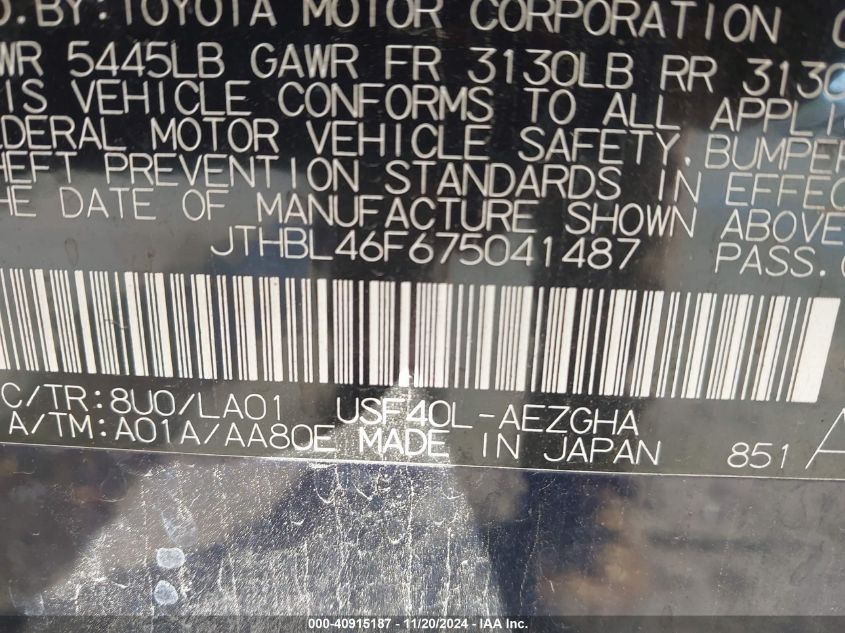 D.BY:TOYOTA MOTOR CORPORATION
WR 5445LB GAWR FR 3130LB RR 3130
IS VEHICLE CONFORMS TO ALL APPLI
EDERAL MOTOR VEHICLE SAFETY, BUMPER
HEFT PREVENTION STANDARDS IN EFFEC
HE DATE OF MANUFACTURE SHOWN ABOVE
JTHBL46F675041487 PASS.
C/TR:8U0/LA01 USF40L-AEZGHA
A/TM:A01A/AA80E MADE IN JAPAN 851
000-40915187 - 11/20/2024 - IAA Inc.